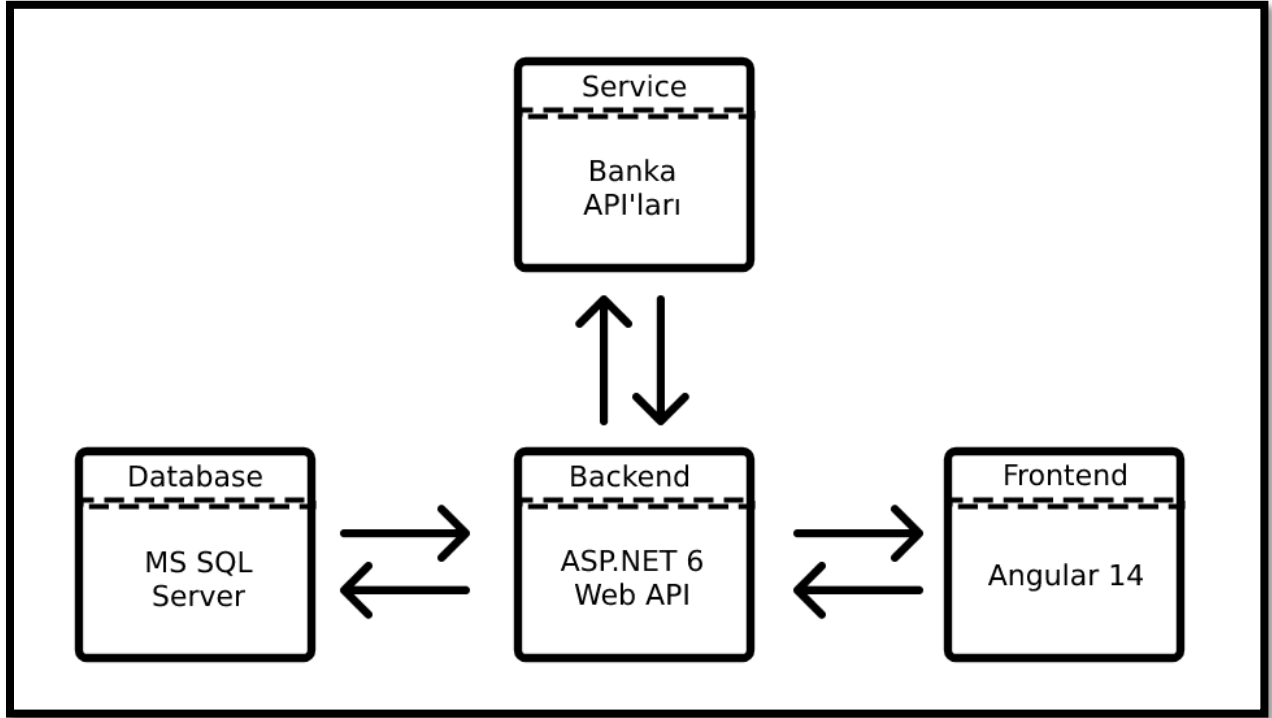 Service
Banka
API'ları
Database
MS SQL
Server
Backend
ASP.NET 6
Web API
Frontend
Angular 14